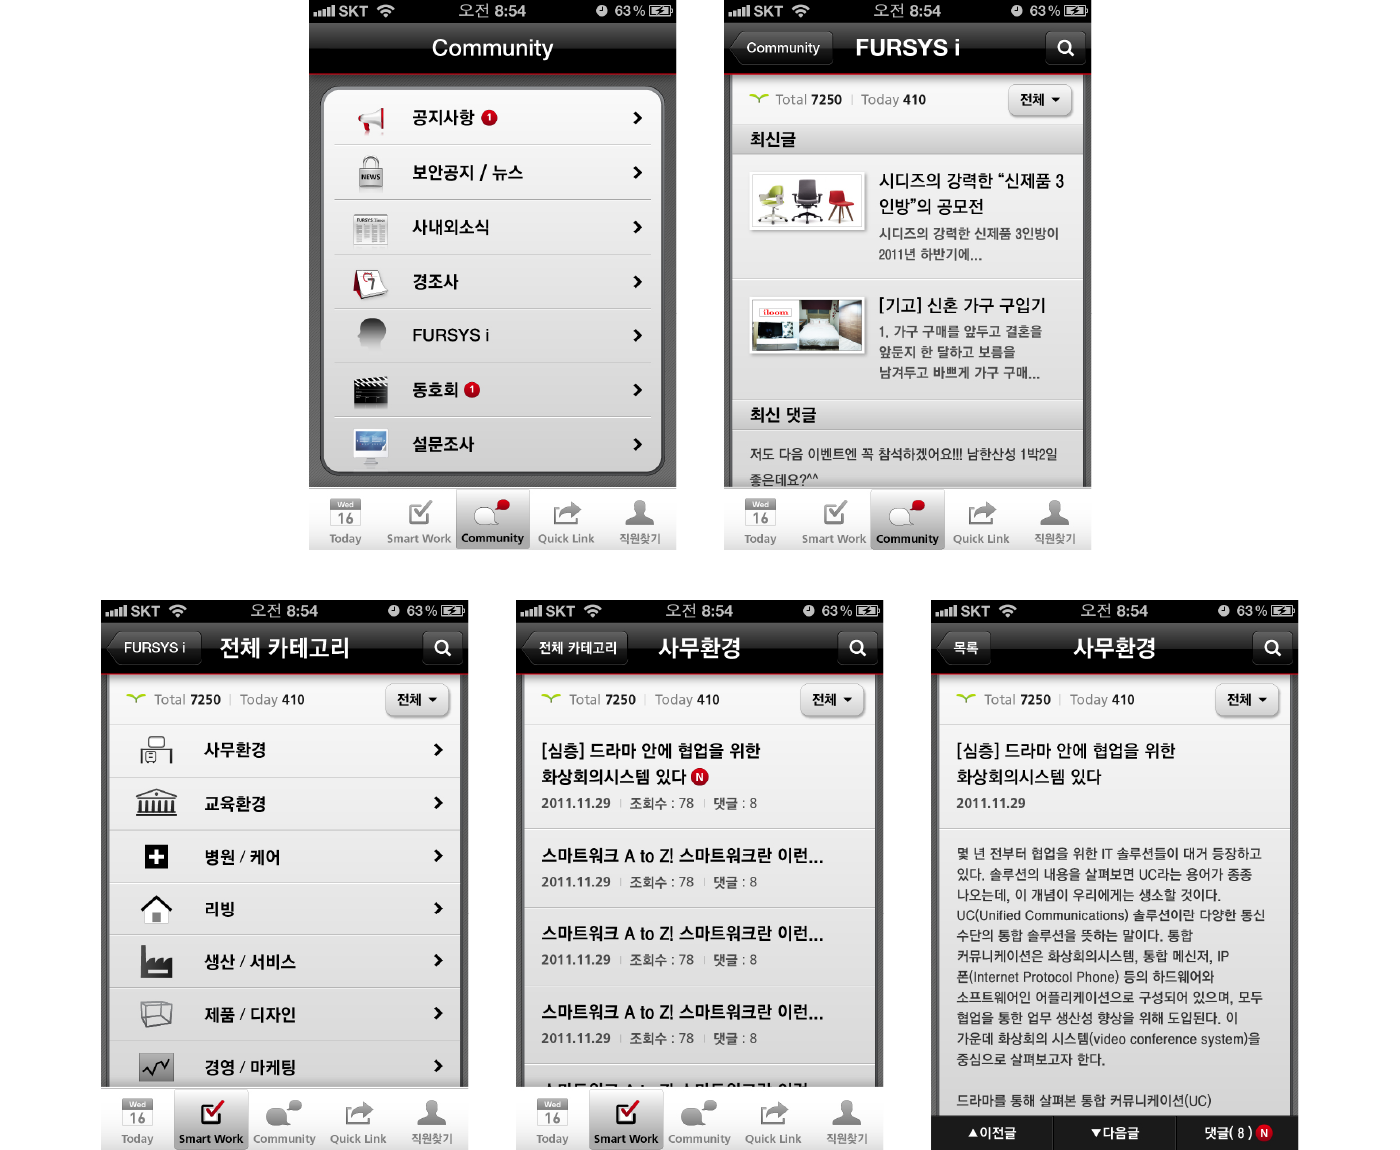 SKT 오전 8:54 63%
Community
공지사항 1
NEWS
보안공지 / 뉴스
FURSYS Times
사내외소식
7
경조사
FURSYS i
동호회 1
설문조사
Wed
16
Today
Smart Work
Community
Quick Link
직원찾기
SKT 오전 8:54 63%
Community
FURSYS i
Total 7250 | Today 410
전체
최신글
시디즈의 강력한 “신제품 3
인방”의 공모전
시디즈의 강력한 신제품 3인방이
2011년 하반기에...
iloom
[기고] 신혼 가구 구입기
1. 가구 구매를 앞두고 결혼을
앞둔지 한 달하고 보름을
남겨두고 바쁘게 가구 구매...
최신 댓글
저도 다음 이벤트엔 꼭 참석하겠어요!!! 남한산성 1박2일
좋은데요?^^
Wed
16
Today
Smart Work
Community
Quick Link
직원찾기
SKT 오전 8:54 63%
FURSYS i
전체 카테고리
Total 7250 | Today 410
전체
사무환경
교육환경
병원 / 케어
리빙
생산 / 서비스
제품 / 디자인
경영 / 마케팅
Wed
16
Today
Smart Work
Community
Quick Link
직원찾기
SKT 오전 8:54 63%
전체 카테고리
사무환경
Total 7250 | Today 410
전체
[심층] 드라마 안에 협업을 위한
화상회의시스템 있다 N
2011.11.29 | 조회수 : 78 | 댓글 : 8
스마트워크 A to Z! 스마트워크란 이런...
2011.11.29 | 조회수 : 78 | 댓글 : 8
스마트워크 A to Z! 스마트워크란 이런...
2011.11.29 | 조회수 : 78 | 댓글 : 8
스마트워크 A to Z! 스마트워크란 이런...
2011.11.29 | 조회수 : 78 | 댓글 : 8
Wed
16
Today
Smart Work
Community
Quick Link
직원찾기
SKT 오전 8:54 63%
목록
사무환경
Total 7250 | Today 410
전체
[심층] 드라마 안에 협업을 위한
화상회의시스템 있다
2011.11.29
몇 년 전부터 협업을 위한 IT 솔루션들이 대거 등장하고
있다. 솔루션의 내용을 살펴보면 UC라는 용어가 종종
나오는데, 이 개념이 우리에게는 생소할 것이다.
UC(Unified Communications) 솔루션이란 다양한 통신
수단의 통합 솔루션을 뜻하는 말이다. 통합
커뮤니케이션은 화상회의시스템, 통합 메신저, IP
폰(Internet Protocol Phone) 등의 하드웨어와
소프트웨어인 어플리케이션으로 구성되어 있으며, 모두
협업을 통한 업무 생산성 향상을 위해 도입된다. 이
가운데 화상회의 시스템(video conference system)을
중심으로 살펴보고자 한다.
드라마를 통해 살펴본 통합 커뮤니케이션(UC)
▲이전글
▼다음글
댓글( 8 ) N